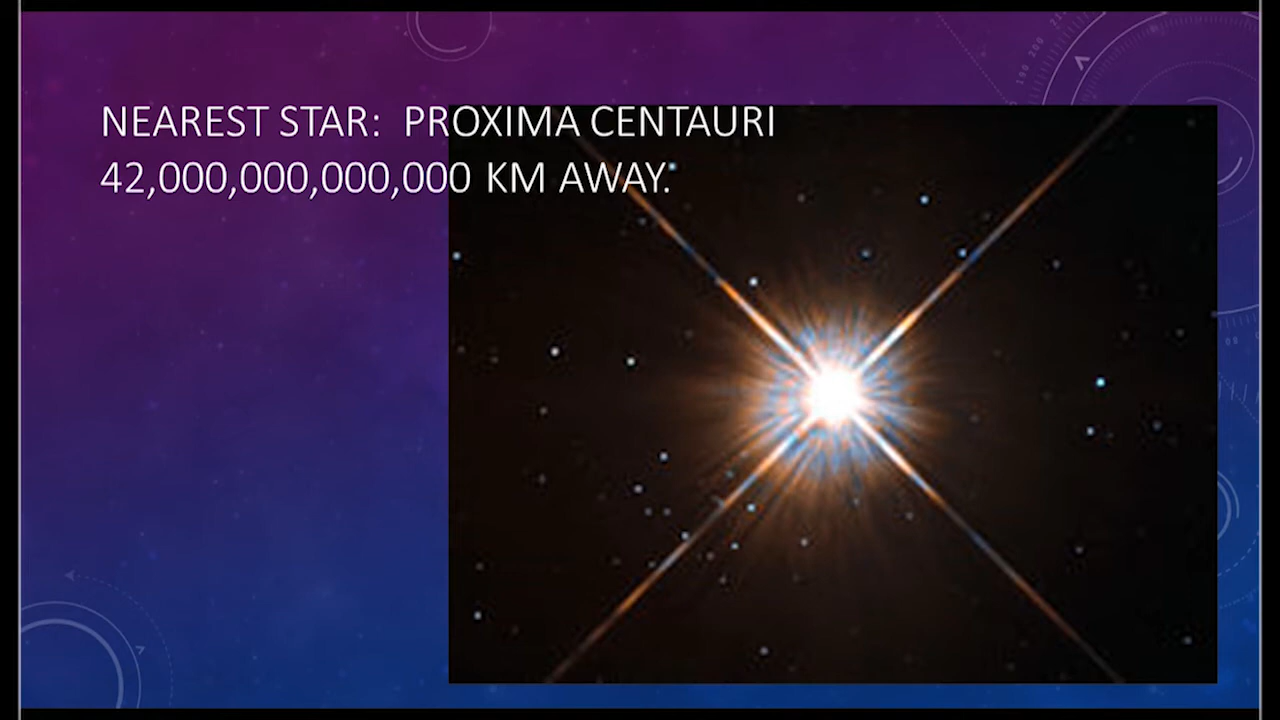 NEAREST STAR: PROXIMA CENTAURI
42,000,000,000,000 KM AWAY.